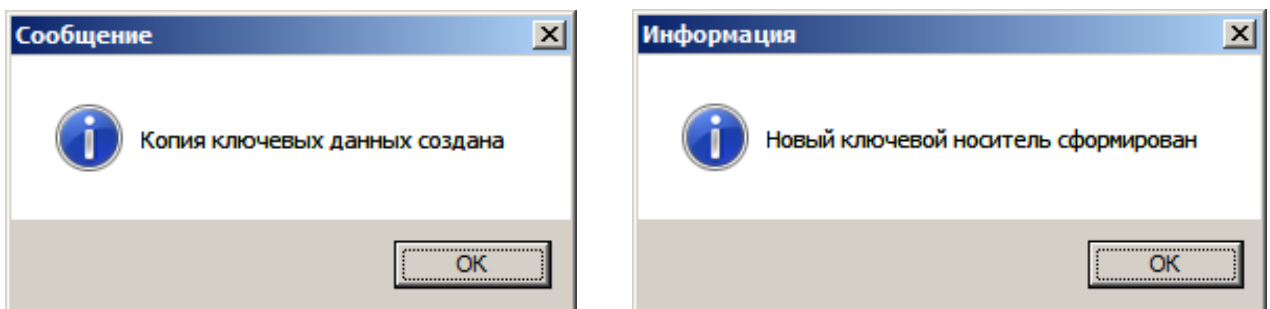 Сообщение
Копия ключевых данных создана
OK
Информация
Новый ключевой носитель сформирован
OK